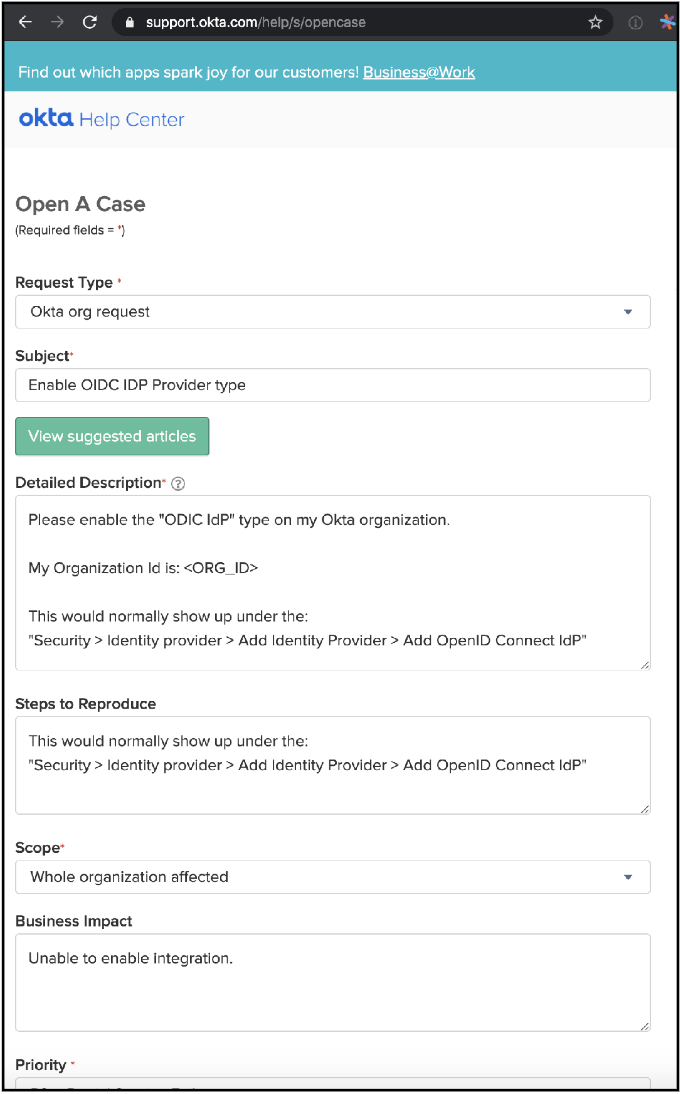 support.okta.com/help/s/opencase
Find out which apps spark joy for our customers! Business@Work
okta Help Center
Open A Case
(Required fields = *)
Request Type *
Okta org request
Subject*
Enable OIDC IDP Provider type
View suggested articles
Detailed Description* ?
Please enable the "ODIC IdP" type on my Okta organization.
My Organization Id is: <ORG_ID>
This would normally show up under the:
"Security > Identity provider > Add Identity Provider > Add OpenID Connect IdP"
Steps to Reproduce
This would normally show up under the:
"Security > Identity provider > Add Identity Provider > Add OpenID Connect IdP"
Scope*
Whole organization affected
Business Impact
Unable to enable integration.
Priority *